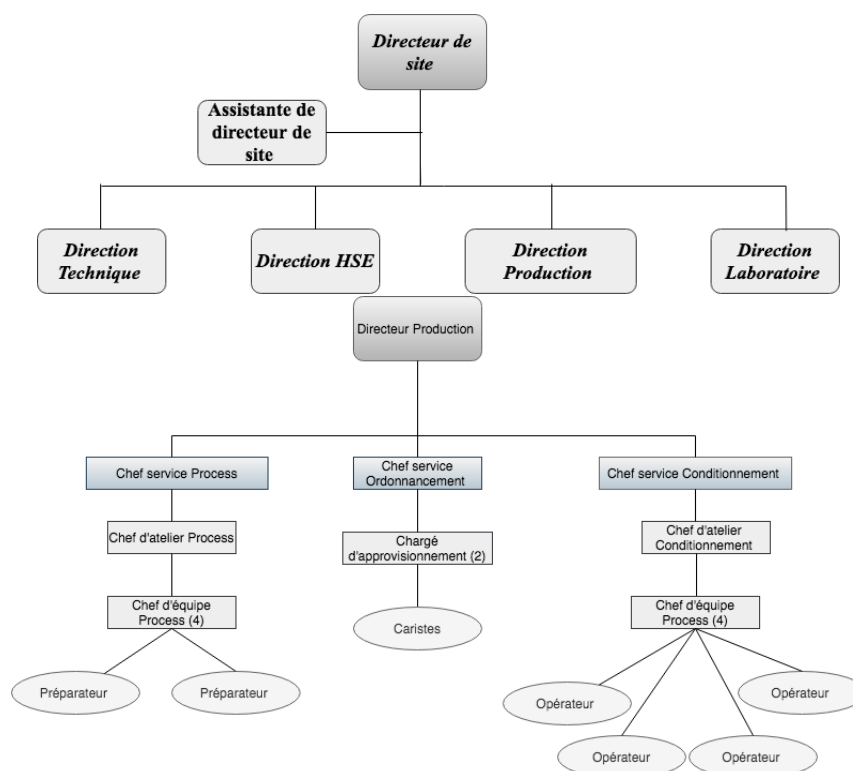 Directeur de
site
Assistante de
directeur de
site
Direction
Technique
Direction HSE
Direction
Production
Direction
Laboratoire
Directeur Production
Chef service Process
Chef service
Ordonnancement
Chef service Conditionnement
Chef d'atelier Process
Chargé
d'approvisionnement (2)
Chef d'atelier
Conditionnement
Chef d'équipe
Process (4)
Caristes
Chef d'équipe
Process (4)
Préparateur
Préparateur
Opérateur
Opérateur
Opérateur
Opérateur